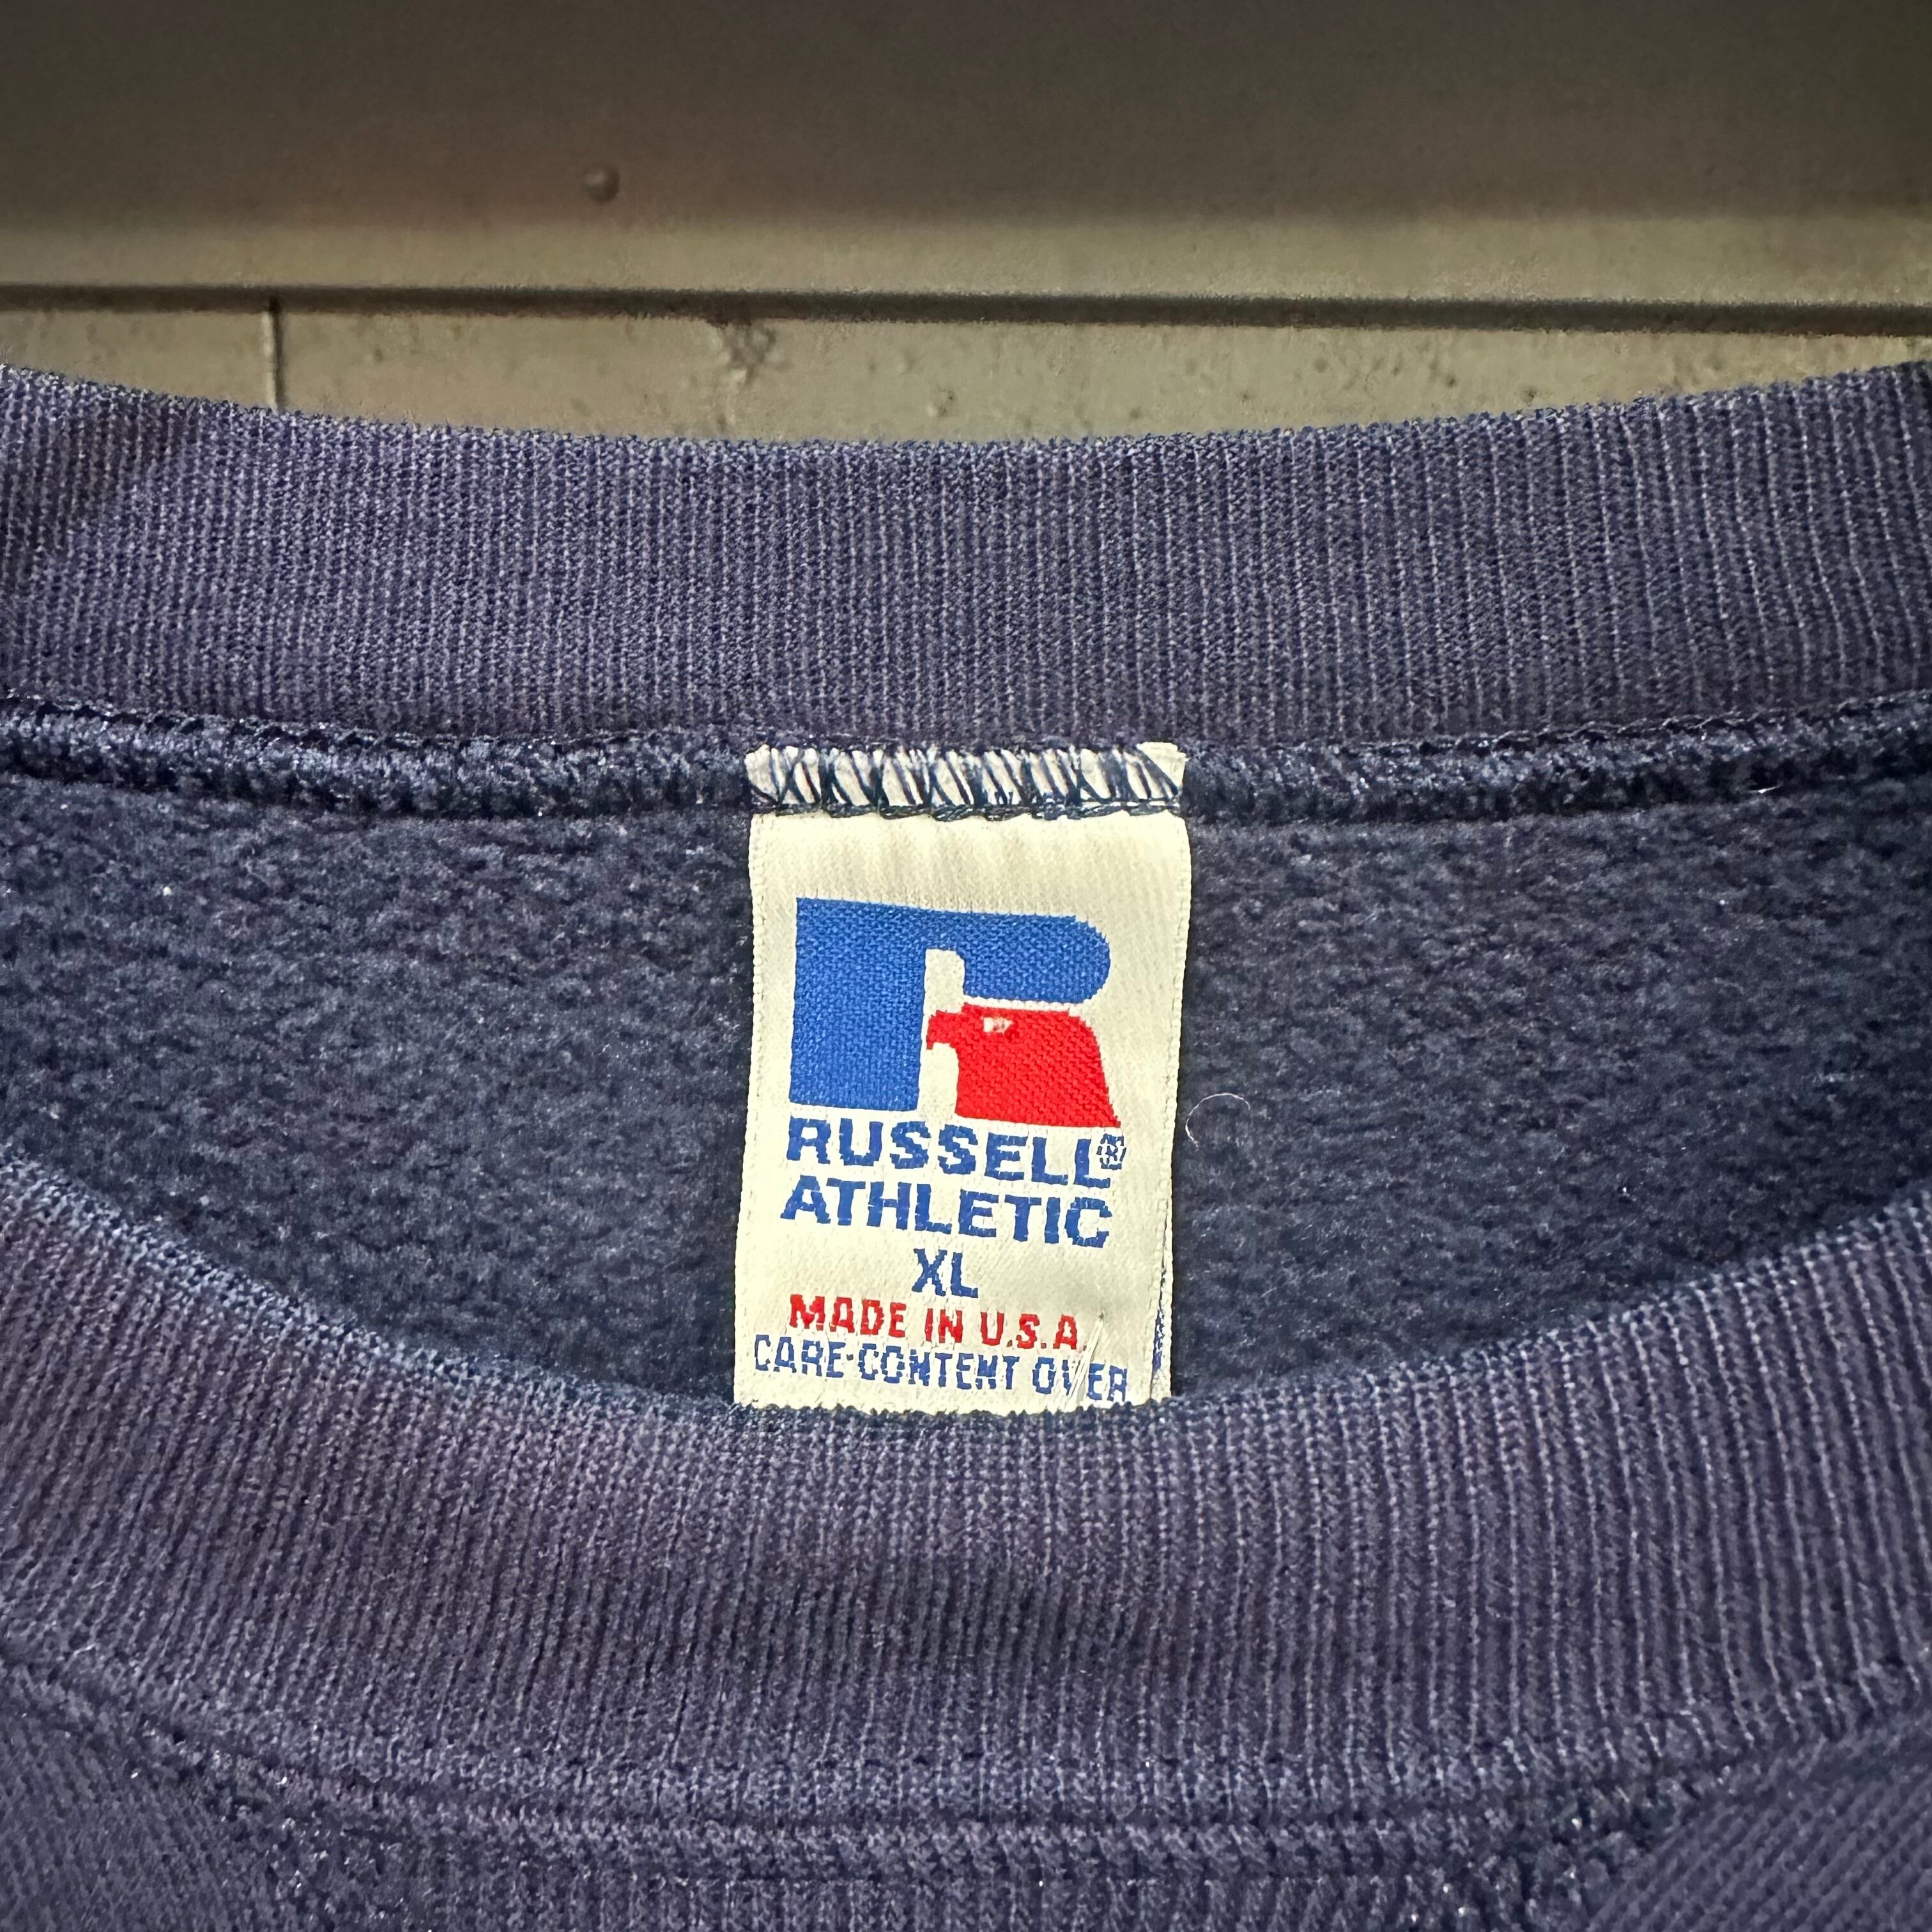 RUSSELL®
ATHLETIC
XL
MADE IN U.S.A.
CARE·CONTENT OVER